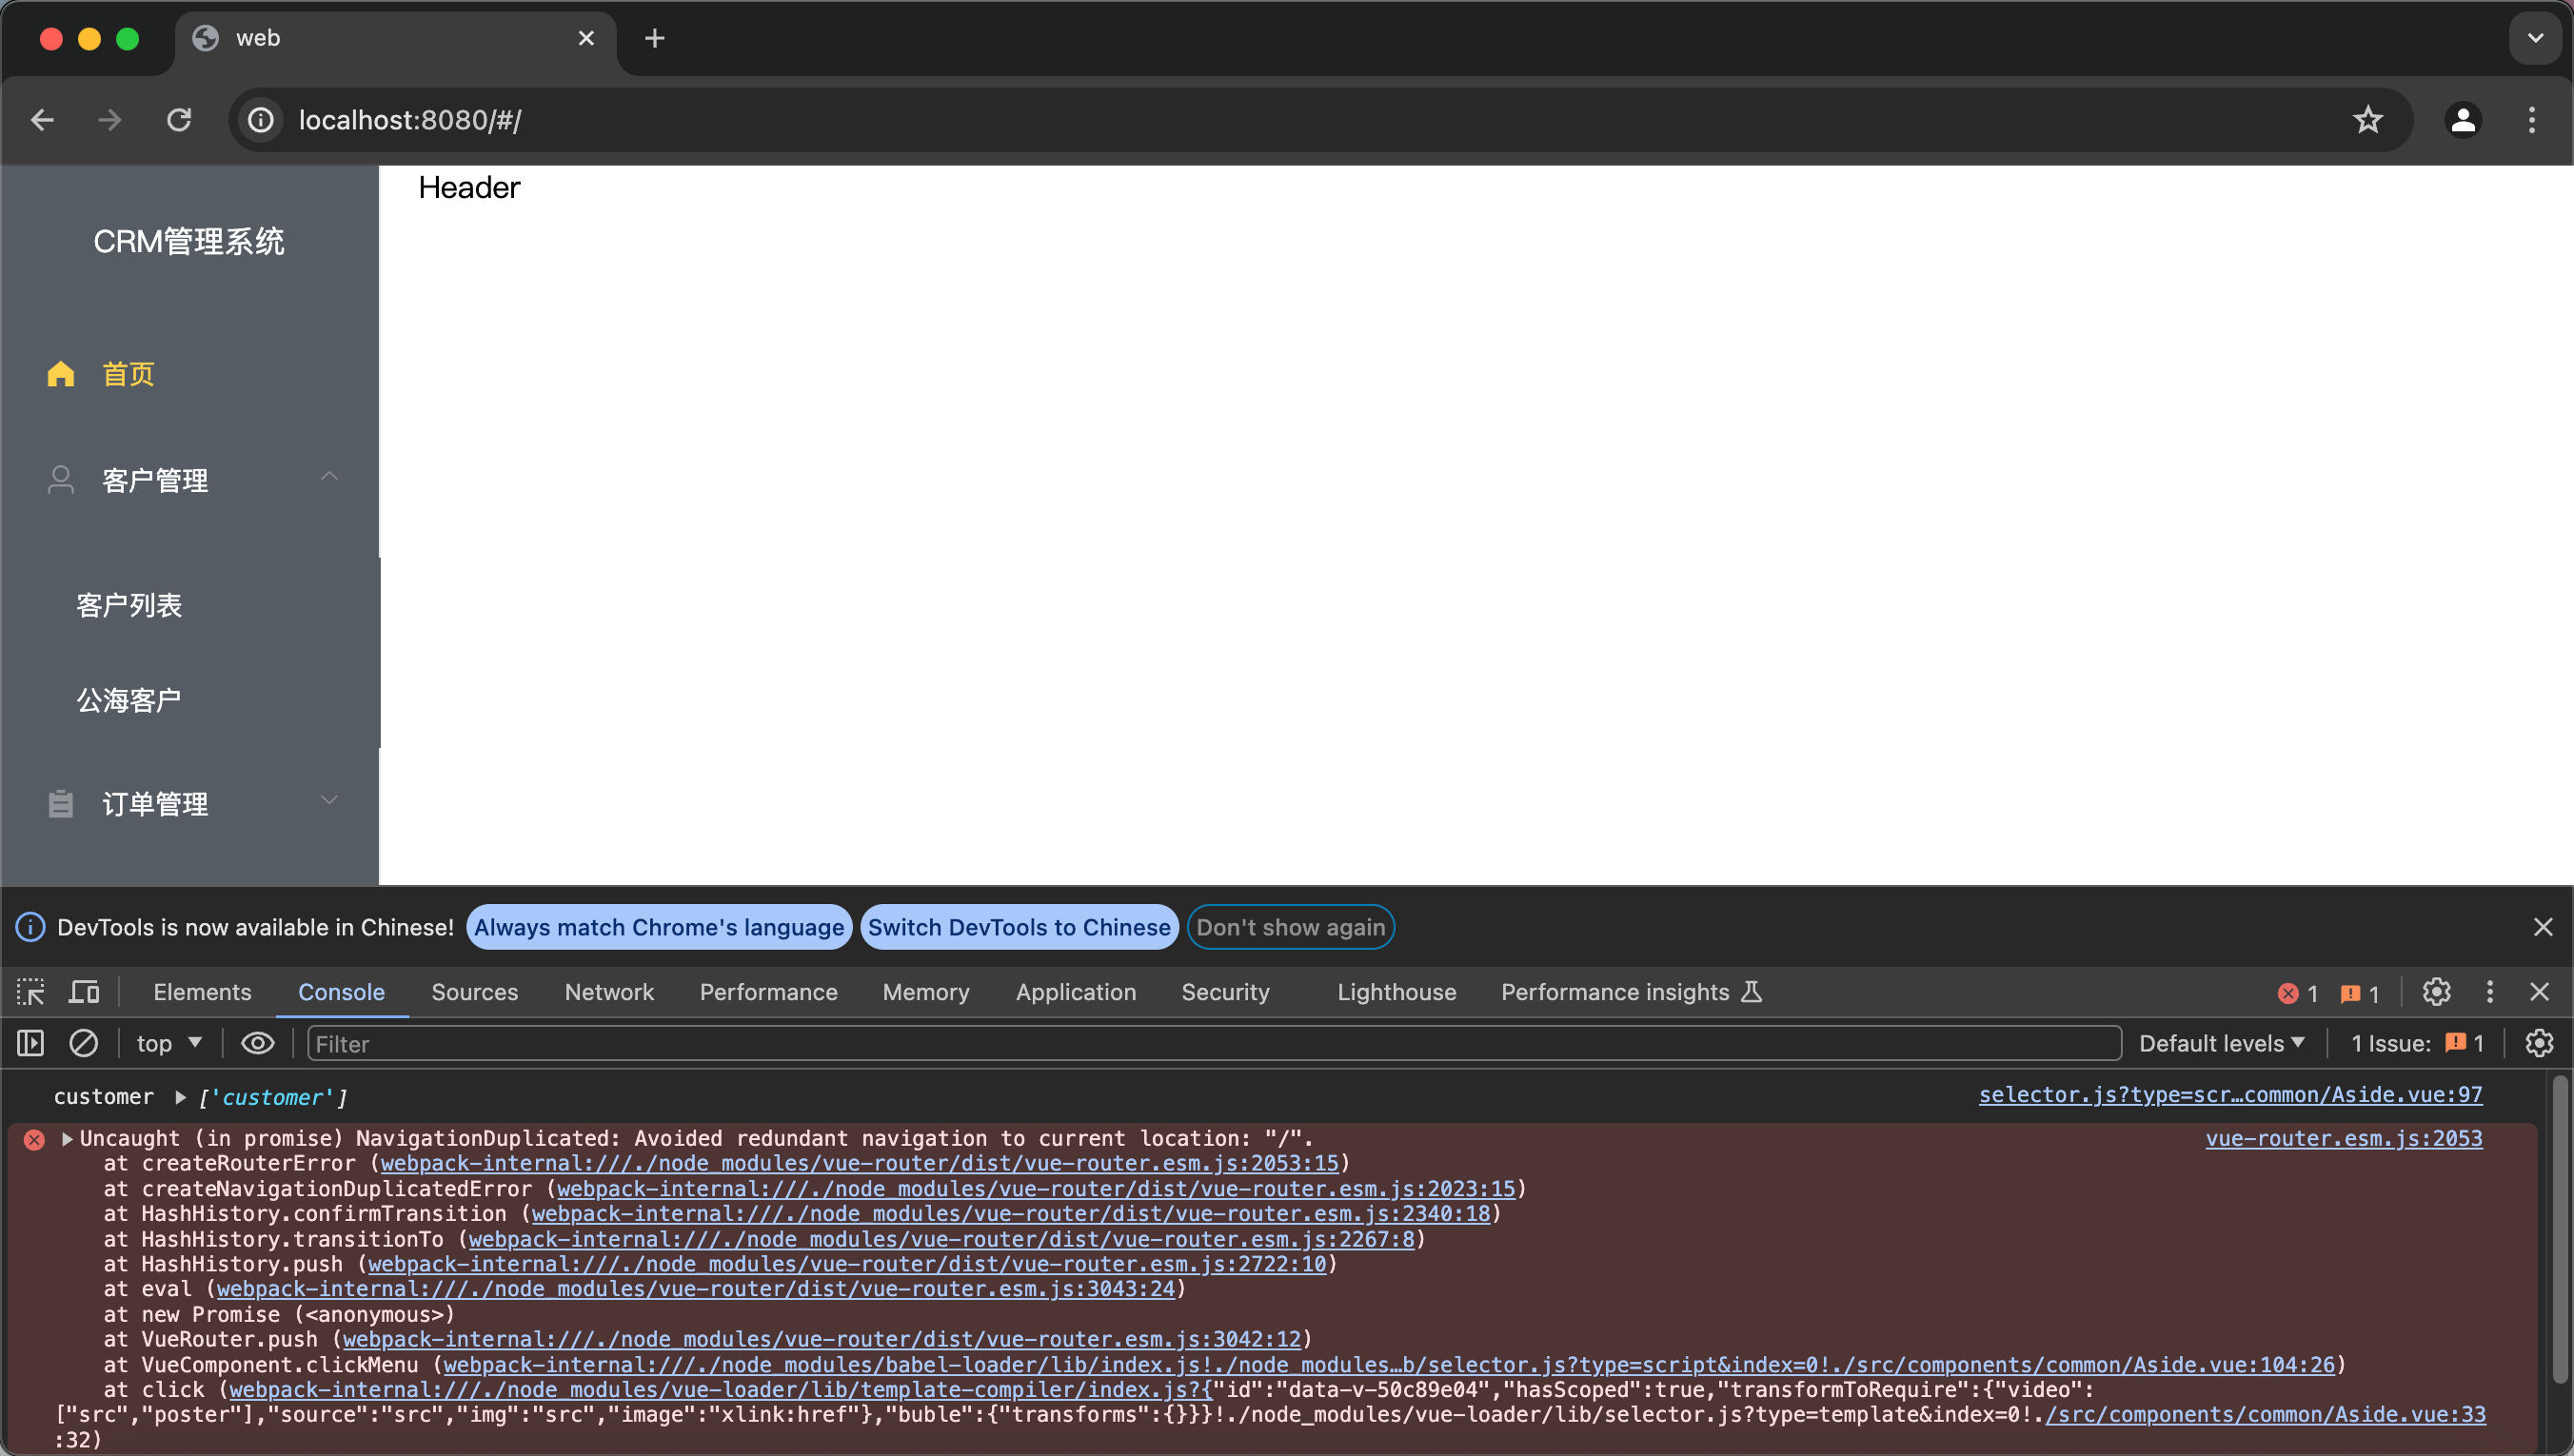 web
localhost:8080/#/
CRM管理系统
Header
首页
客户管理
客户列表
公海客户
订单管理
DevTools is now available in Chinese! Always match Chrome's language Switch DevTools to Chinese Don't show again
Elements Console Sources Network Performance Memory Application Security Lighthouse Performance insights 1 1
top Filter Default levels 1 Issue: 1
customer ['customer'] selector.js?type=scr…common/Aside.vue:97
Uncaught (in promise) NavigationDuplicated: Avoided redundant navigation to current location: "/". vue-router.esm.js:2053
at createRouterError (webpack-internal:///./node_modules/vue-router/dist/vue-router.esm.js:2053:15)
at createNavigationDuplicatedError (webpack-internal:///./node_modules/vue-router/dist/vue-router.esm.js:2023:15)
at HashHistory.confirmTransition (webpack-internal:///./node_modules/vue-router/dist/vue-router.esm.js:2340:18)
at HashHistory.transitionTo (webpack-internal:///./node_modules/vue-router/dist/vue-router.esm.js:2267:8)
at HashHistory.push (webpack-internal:///./node_modules/vue-router/dist/vue-router.esm.js:2722:10)
at eval (webpack-internal:///./node_modules/vue-router/dist/vue-router.esm.js:3043:24)
at new Promise (<anonymous>)
at VueRouter.push (webpack-internal:///./node_modules/vue-router/dist/vue-router.esm.js:3042:12)
at VueComponent.clickMenu (webpack-internal:///./node_modules/babel-loader/lib/index.js!./node_modules…b/selector.js?type=script&index=0!./src/components/common/Aside.vue:104:26)
at click (webpack-internal:///./node_modules/vue-loader/lib/template-compiler/index.js?{"id":"data-v-50c89e04","hasScoped":true,"transformToRequire":{"video":
["src","poster"],"source":"src","img":"src","image":"xlink:href"},"buble":{"transforms":{}}}!./node_modules/vue-loader/lib/selector.js?type=template&index=0!./src/components/common/Aside.vue:33
:32)